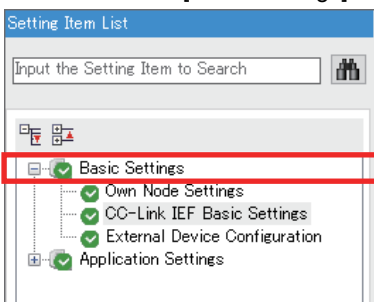 Setting Item List
Input the Setting Item to Search
Basic Settings
Own Node Settings
CC-Link IEF Basic Settings
External Device Configuration
Application Settings